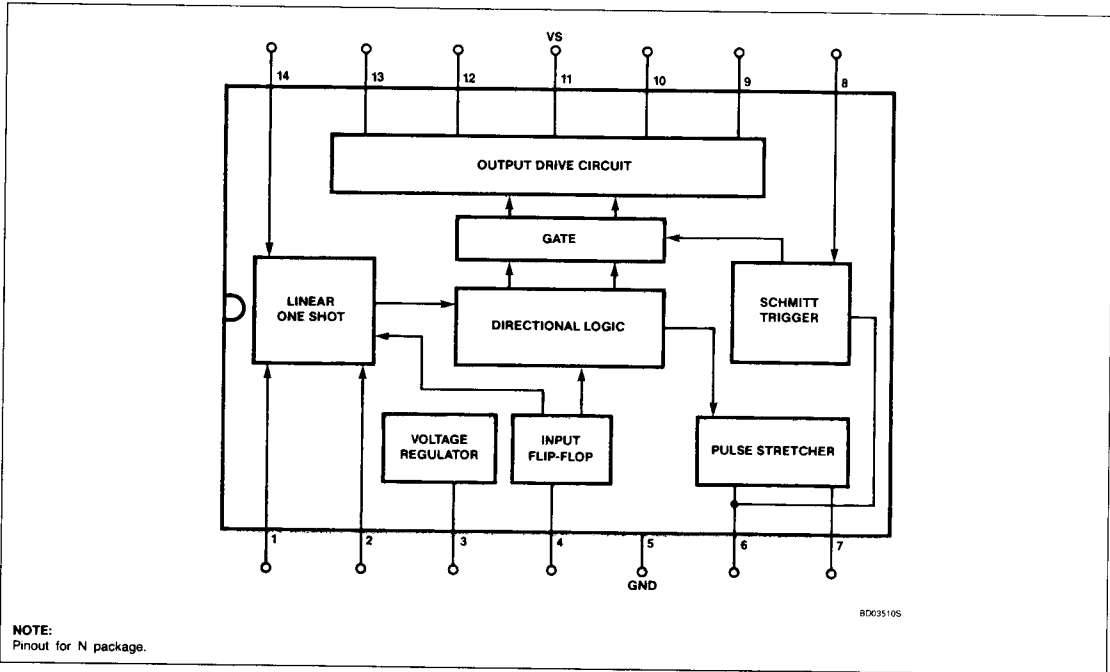 VS
14
13
12
11
10
9
8
OUTPUT DRIVE CIRCUIT
GATE
LINEAR
ONE SHOT
DIRECTIONAL LOGIC
SCHMITT
TRIGGER
VOLTAGE
REGULATOR
INPUT
FLIP-FLOP
PULSE STRETCHER
1
2
3
4
5
6
7
GND
BD03510S
NOTE:
Pinout for N package.